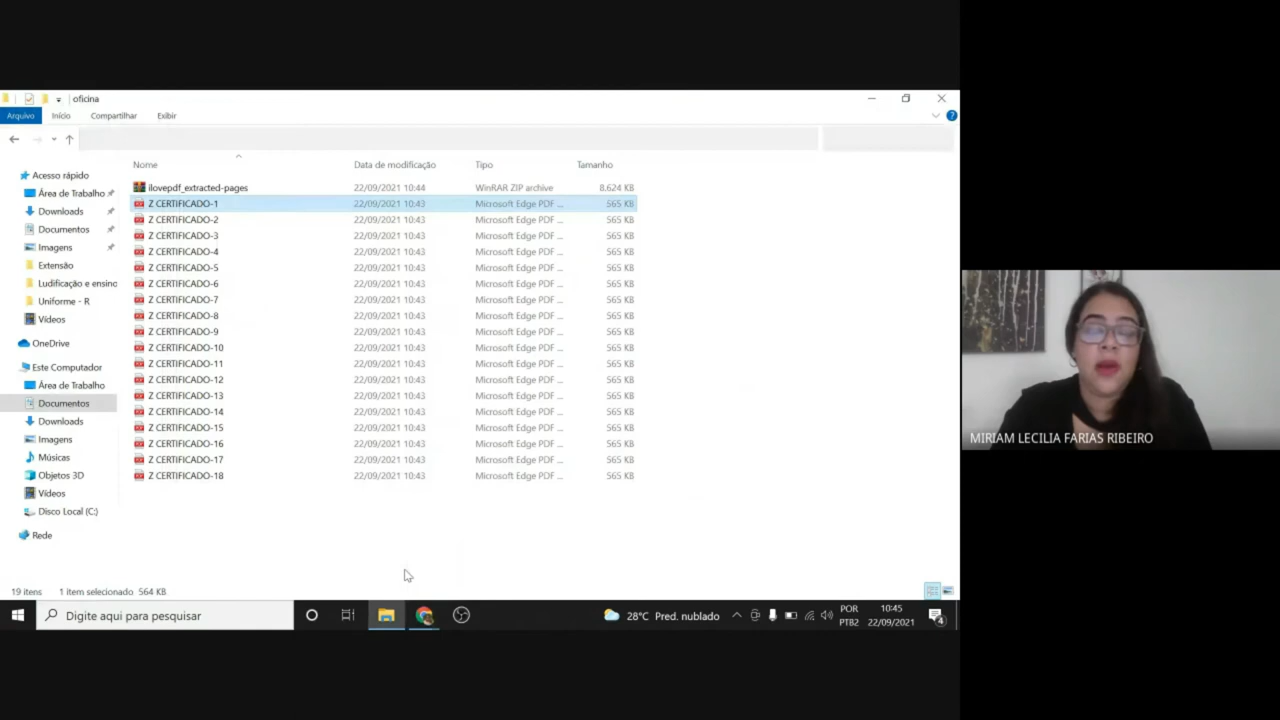 oficina
Arquivo Início Compartilhar Exibir
Nome Data de modificação Tipo Tamanho
Acesso rápido
Área de Trabalho
Downloads
Documentos
Imagens
Extensão
Ludificação e ensino
Uniforme - R
Vídeos
OneDrive
Este Computador
Área de Trabalho
Documentos
Downloads
Imagens
Músicas
Objetos 3D
Vídeos
Disco Local (C:)
Rede
ilovepdf_extracted-pages 22/09/2021 10:44 WinRAR ZIP archive 8.624 KB
Z CERTIFICADO-1 22/09/2021 10:43 Microsoft Edge PDF ... 565 KB
Z CERTIFICADO-2 22/09/2021 10:43 Microsoft Edge PDF ... 565 KB
Z CERTIFICADO-3 22/09/2021 10:43 Microsoft Edge PDF ... 565 KB
Z CERTIFICADO-4 22/09/2021 10:43 Microsoft Edge PDF ... 565 KB
Z CERTIFICADO-5 22/09/2021 10:43 Microsoft Edge PDF ... 565 KB
Z CERTIFICADO-6 22/09/2021 10:43 Microsoft Edge PDF ... 565 KB
Z CERTIFICADO-7 22/09/2021 10:43 Microsoft Edge PDF ... 565 KB
Z CERTIFICADO-8 22/09/2021 10:43 Microsoft Edge PDF ... 565 KB
Z CERTIFICADO-9 22/09/2021 10:43 Microsoft Edge PDF ... 565 KB
Z CERTIFICADO-10 22/09/2021 10:43 Microsoft Edge PDF ... 565 KB
Z CERTIFICADO-11 22/09/2021 10:43 Microsoft Edge PDF ... 565 KB
Z CERTIFICADO-12 22/09/2021 10:43 Microsoft Edge PDF ... 565 KB
Z CERTIFICADO-13 22/09/2021 10:43 Microsoft Edge PDF ... 565 KB
Z CERTIFICADO-14 22/09/2021 10:43 Microsoft Edge PDF ... 565 KB
Z CERTIFICADO-15 22/09/2021 10:43 Microsoft Edge PDF ... 565 KB
Z CERTIFICADO-16 22/09/2021 10:43 Microsoft Edge PDF ... 565 KB
Z CERTIFICADO-17 22/09/2021 10:43 Microsoft Edge PDF ... 565 KB
Z CERTIFICADO-18 22/09/2021 10:43 Microsoft Edge PDF ... 565 KB
19 itens 1 item selecionado 564 KB
Digite aqui para pesquisar
28°C Pred. nublado
POR
PTB2
10:45
22/09/2021
4
MIRIAM LECILIA FARIAS RIBEIRO